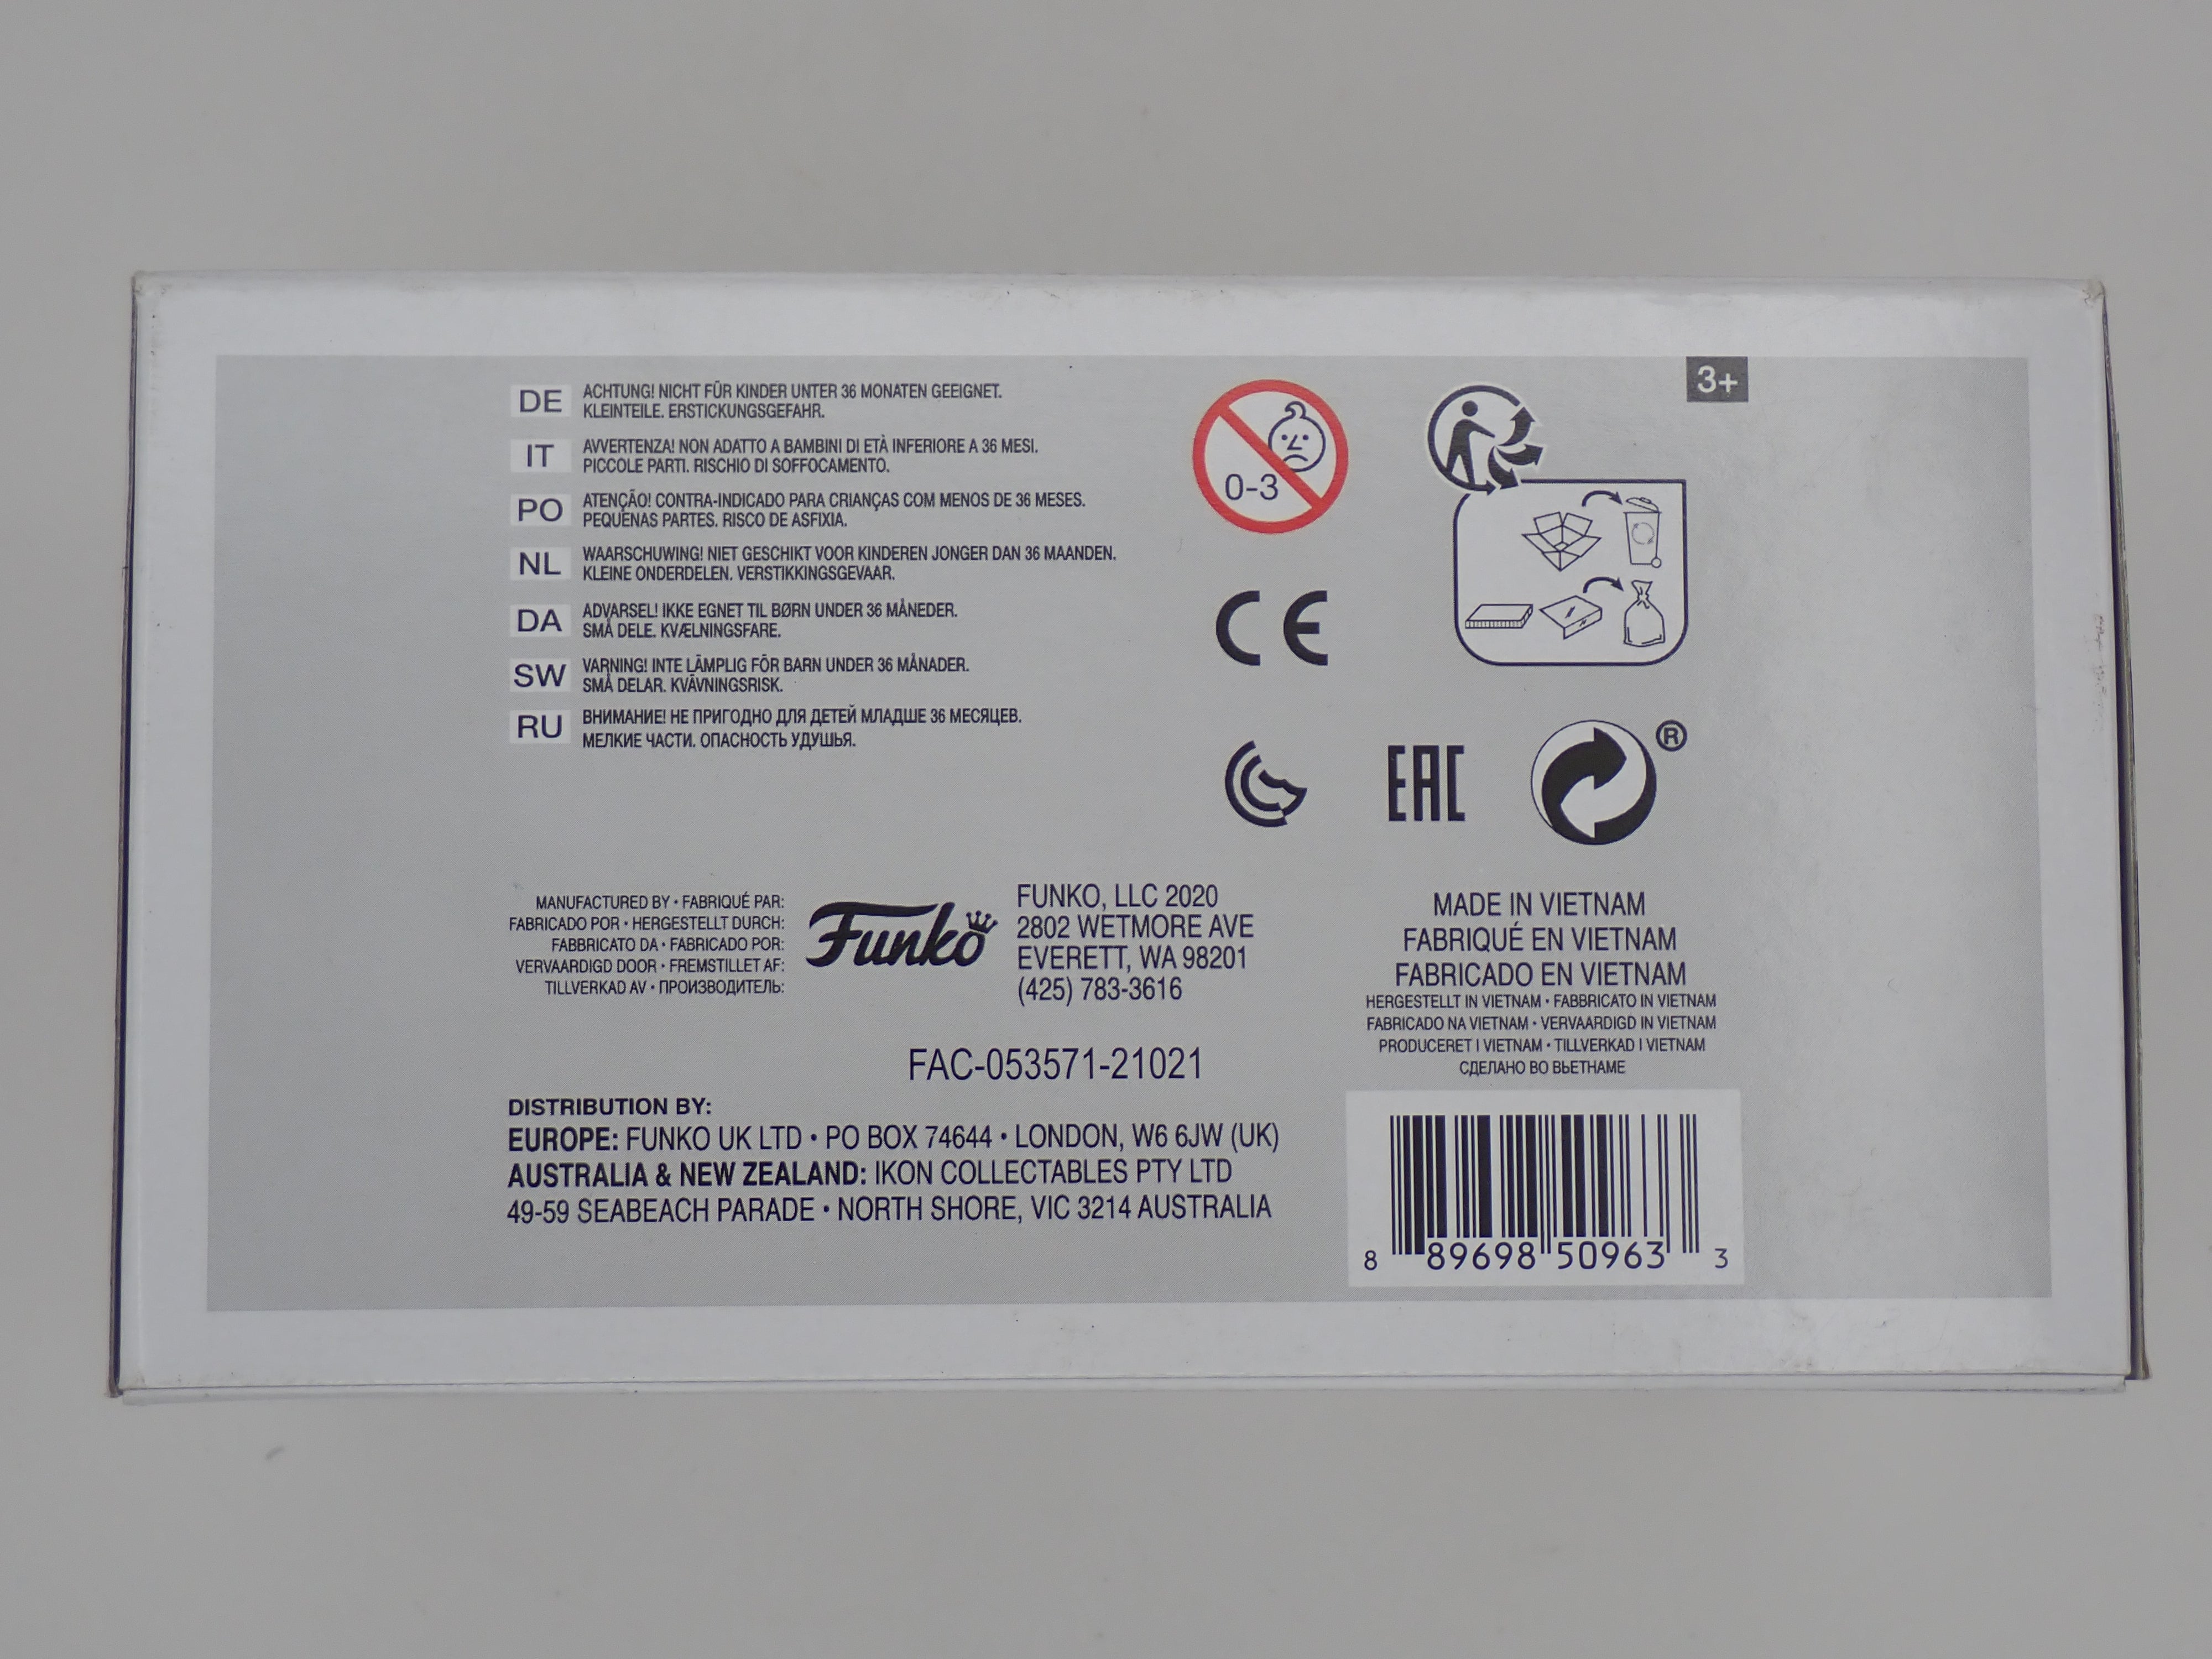 3+
DE ACHTUNG! NICHT FÜR KINDER UNTER 36 MONATEN GEEIGNET.
KLEINTEILE. ERSTICKUNGSGEFAHR.
IT AVVERTENZA! NON ADATTO A BAMBINI DI ETÀ INFERIORE A 36 MESI.
PICCOLE PARTI. RISCHIO DI SOFFOCAMENTO.
PO ATENÇÃO! CONTRA-INDICADO PARA CRIANÇAS COM MENOS DE 36 MESES.
PEQUENAS PARTES. RISCO DE ASFIXIA.
NL WAARSCHUWING! NIET GESCHIKT VOOR KINDEREN JONGER DAN 36 MAANDEN.
KLEINE ONDERDELEN. VERSTIKKINGSGEVAAR.
DA ADVARSEL! IKKE EGNET TIL BØRN UNDER 36 MÅNEDER.
SMÅ DELE. KVÆLNINGSFARE.
SW VARNING! INTE LÄMPLIG FÖR BARN UNDER 36 MÅNADER.
SMÅ DELAR. KVÄVNINGSRISK.
RU ВНИМАНИЕ! НЕ ПРИГОДНО ДЛЯ ДЕТЕЙ МЛАДШЕ 36 МЕСЯЦЕВ.
МЕЛКИЕ ЧАСТИ. ОПАСНОСТЬ УДУШЬЯ.
0-3
CE
EAC
®
MANUFACTURED BY • FABRIQUÉ PAR:
FABRICADO POR • HERGESTELLT DURCH:
FABBRICATO DA • FABRICADO POR:
VERVAARDIGD DOOR • FREMSTILLET AF:
TILLVERKAD AV • ПРОИЗВОДИТЕЛЬ:
Funko
FUNKO, LLC 2020
2802 WETMORE AVE
EVERETT, WA 98201
(425) 783-3616
FAC-053571-21021
DISTRIBUTION BY:
EUROPE: FUNKO UK LTD • PO BOX 74644 • LONDON, W6 6JW (UK)
AUSTRALIA & NEW ZEALAND: IKON COLLECTABLES PTY LTD
49-59 SEABEACH PARADE • NORTH SHORE, VIC 3214 AUSTRALIA
MADE IN VIETNAM
FABRIQUÉ EN VIETNAM
FABRICADO EN VIETNAM
HERGESTELLT IN VIETNAM • FABBRICATO IN VIETNAM
FABRICADO NA VIETNAM • VERVAARDIGD IN VIETNAM
PRODUCERET I VIETNAM • TILLVERKAD I VIETNAM
СДЕЛАНО ВО ВЬЕТНАМЕ
8 89698 50963 3